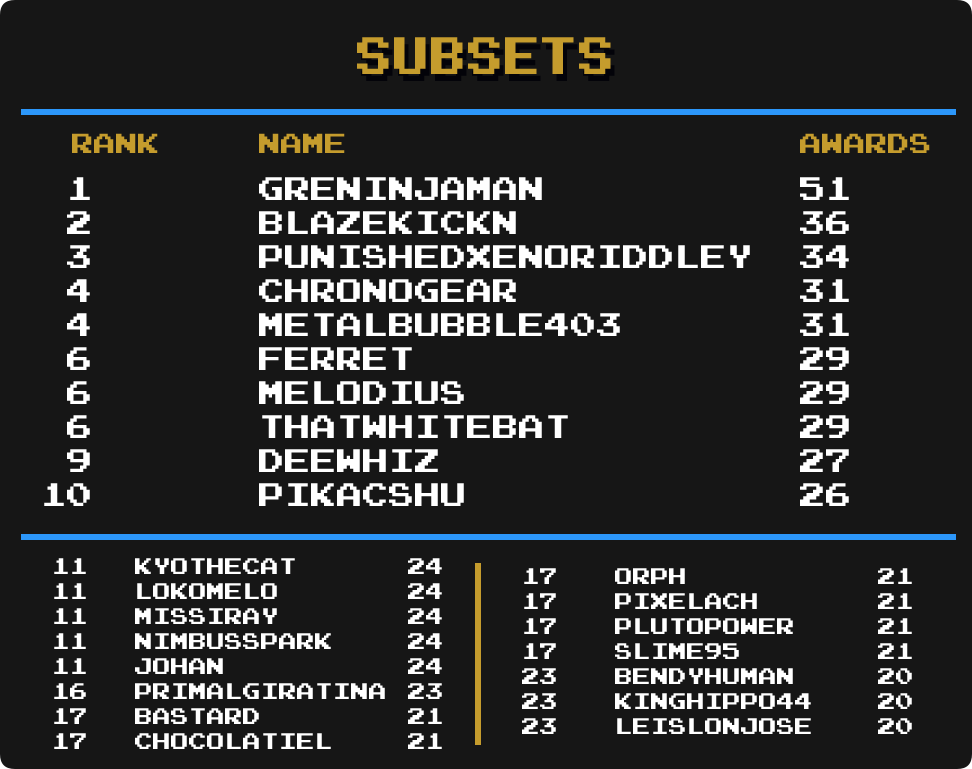 SUBSETS
RANK NAME AWARDS
1 GRENINJAMAN 51
2 BLAZEKICKN 36
3 PUNISHEDXENORIDDLEY 34
4 CHRONOGEAR 31
4 METALBUBBLE403 31
6 FERRET 29
6 MELODIUS 29
6 THATWHITEBAT 29
9 DEEWHIZ 27
10 PIKACSHU 26
11 KYOTHECAT 24
11 LOKOMELO 24
11 MISSIRAY 24
11 NIMBUSSPARK 24
11 JOHAN 24
16 PRIMALGIRATINA 23
17 BASTARD 21
17 CHOCOLATIEL 21
17 ORPH 21
17 PIXELACH 21
17 PLUTOPOWER 21
17 SLIME95 21
23 BENDYHUMAN 20
23 KINGHIPPO44 20
23 LEISLONJOSE 20